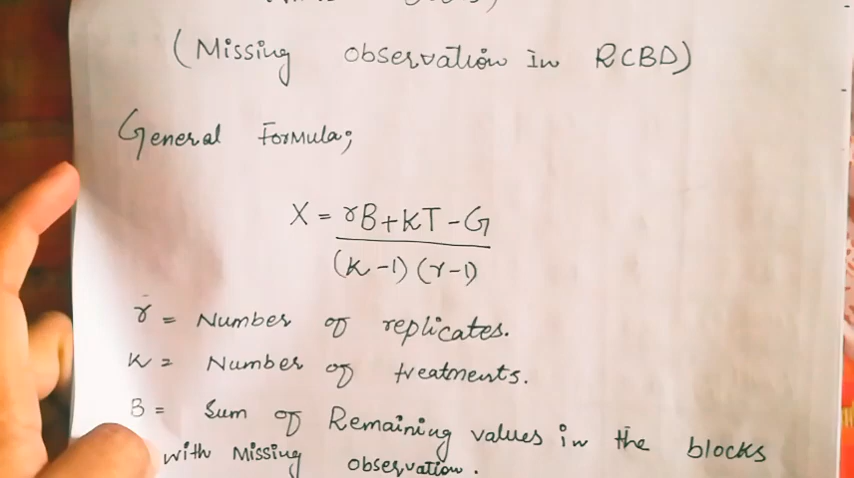 (Missing observation in RCBD)
General Formula;
X = rB+KT-G
(K-1) (r-1)
r = Number of replicates.
K = Number of treatments.
B = Sum of Remaining values in the blocks
with Missing observation.